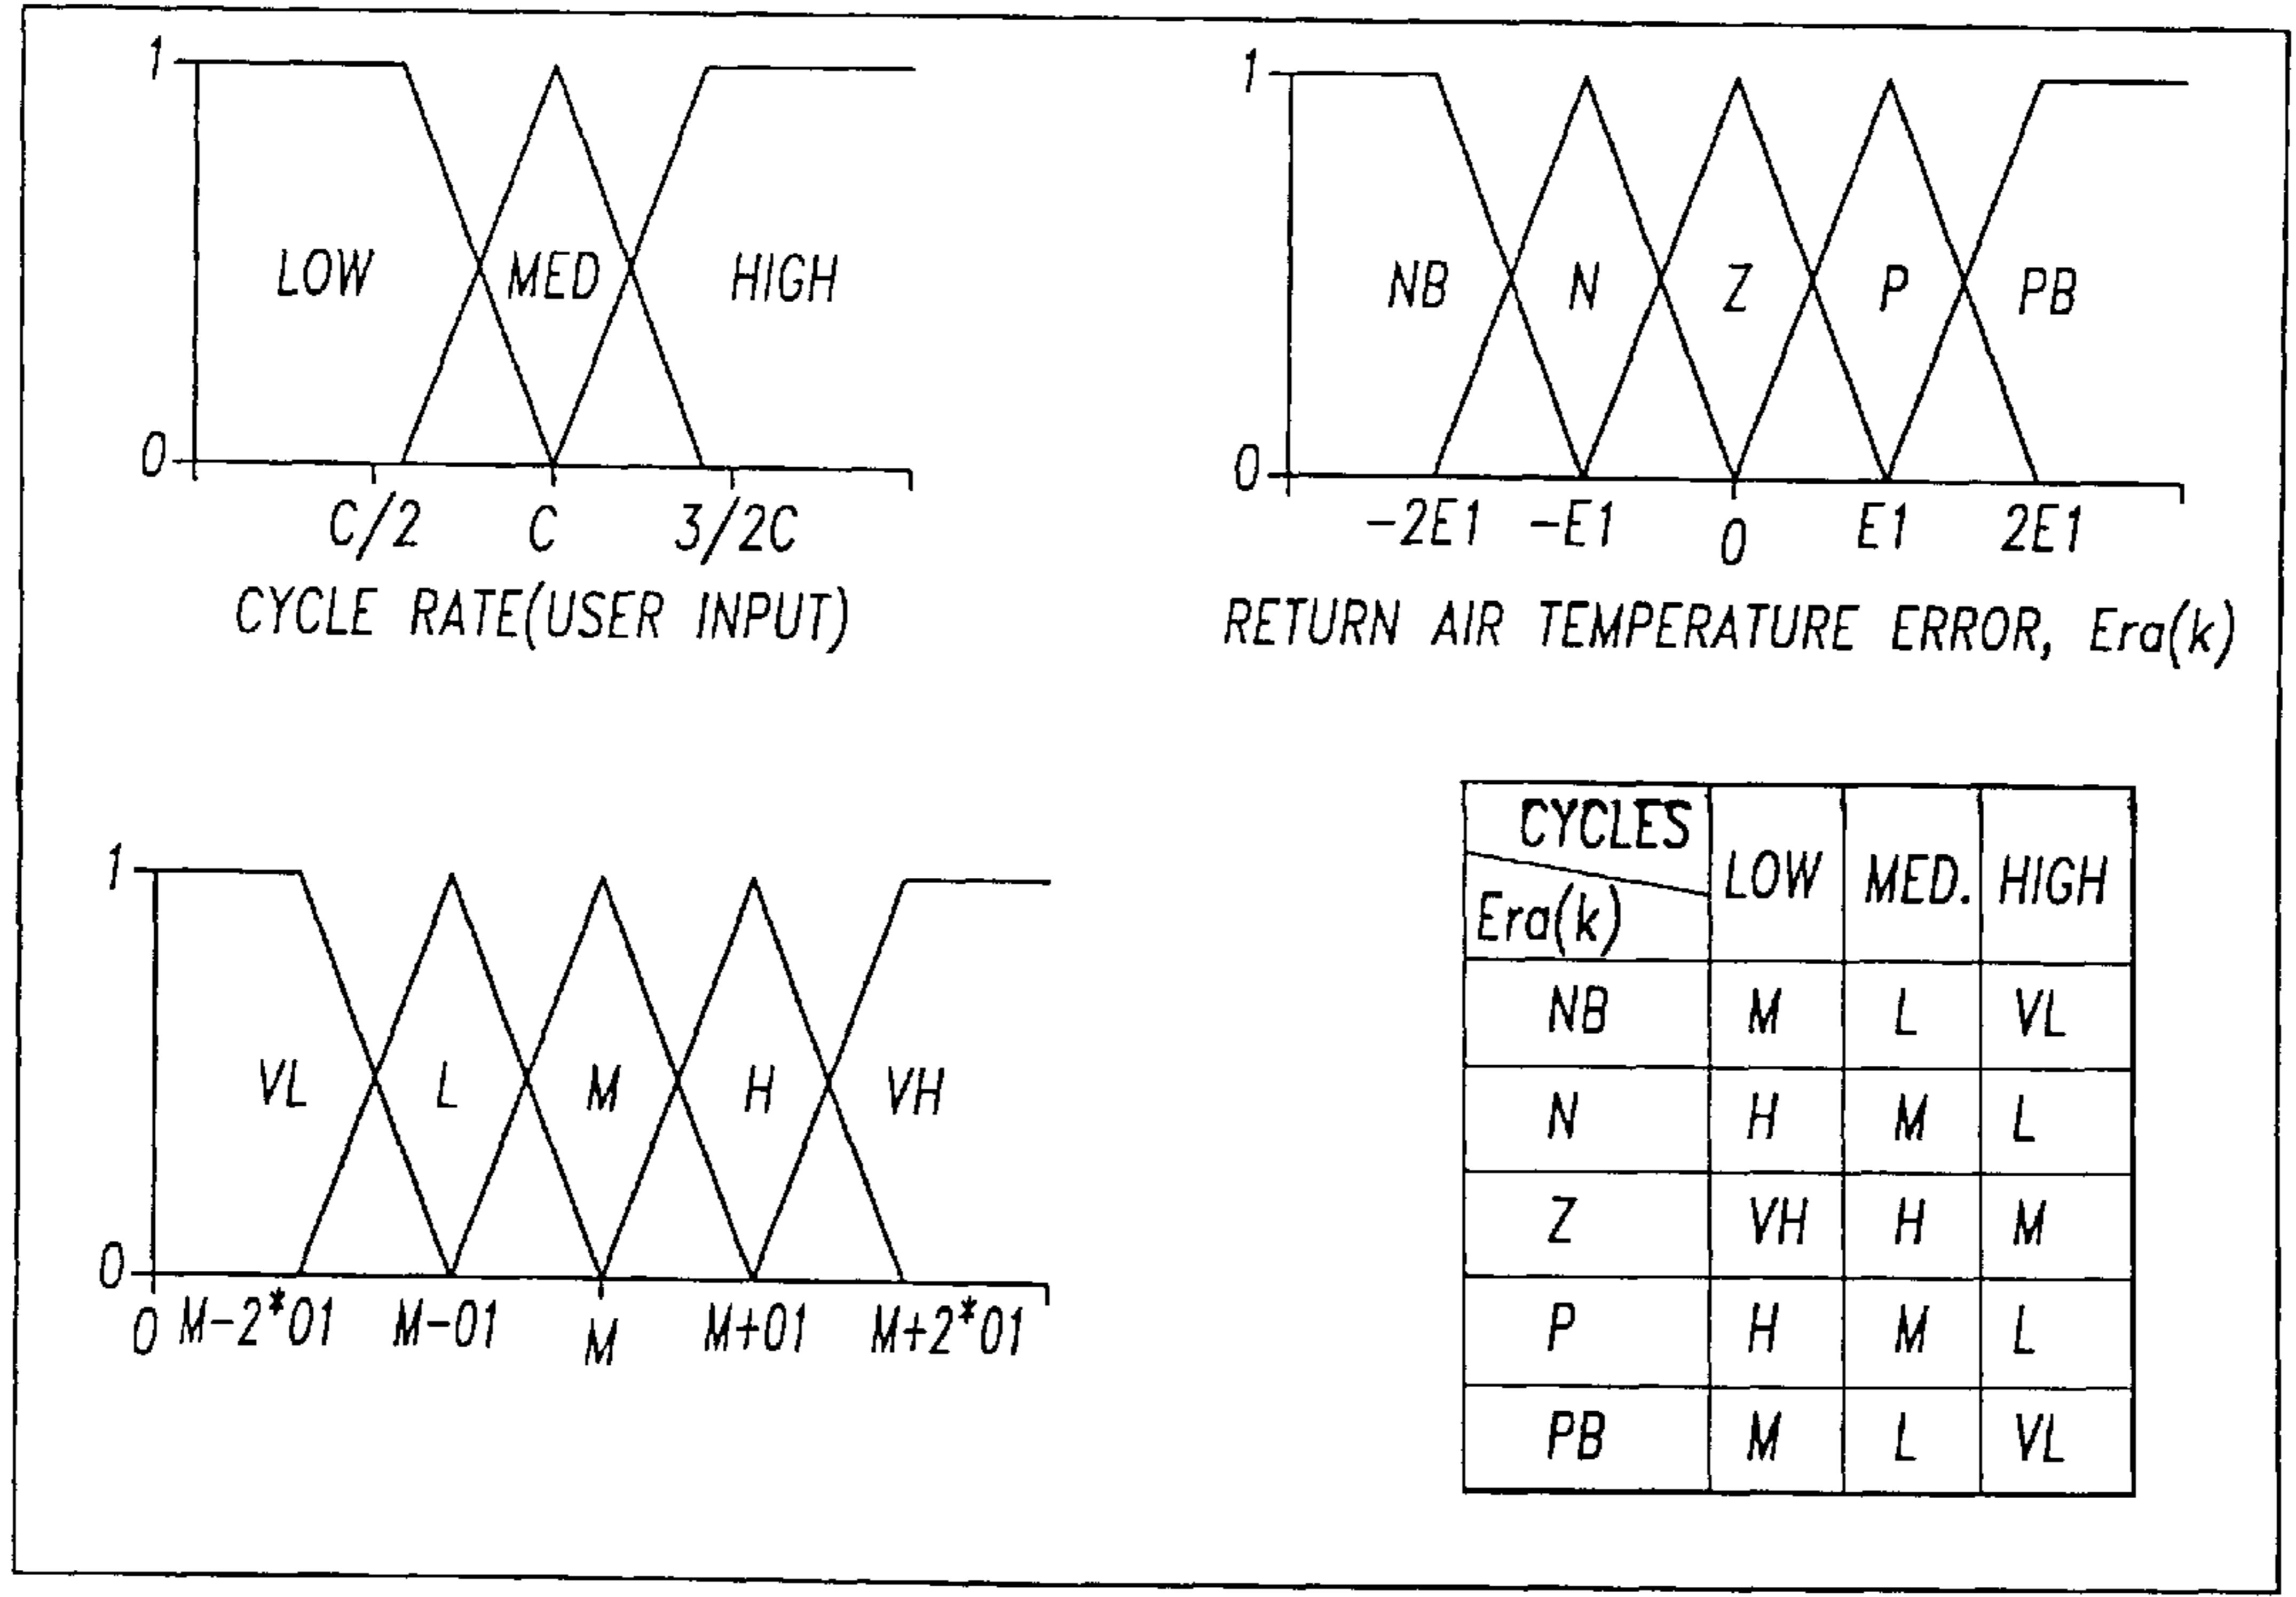 1
LOW MED HIGH
0
C/2 C 3/2C
CYCLE RATE(USER INPUT)
1
NB N Z P PB
0
-2E1 -E1 0 E1 2E1
RETURN AIR TEMPERATURE ERROR, Era(k)
1
VL L M H VH
0
0 M-2*01 M-01 M M+01 M+2*01
CYCLES LOW MED. HIGH
Era(k)
NB M L VL
N H M L
Z VH H M
P H M L
PB M L VL